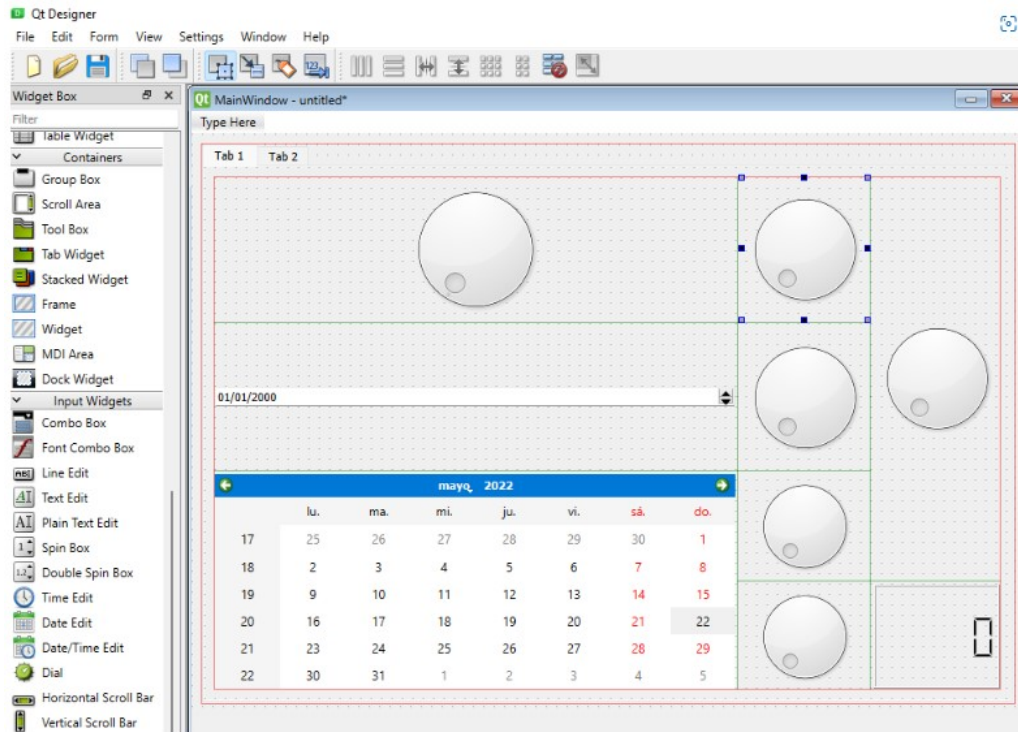 Qt Designer
File Edit Form View Settings Window Help
Widget Box
Filter
Table Widget
Containers
Group Box
Scroll Area
Tool Box
Tab Widget
Stacked Widget
Frame
Widget
MDI Area
Dock Widget
Input Widgets
Combo Box
Font Combo Box
Line Edit
Text Edit
Plain Text Edit
Spin Box
Double Spin Box
Time Edit
Date Edit
Date/Time Edit
Dial
Horizontal Scroll Bar
Vertical Scroll Bar
Qt MainWindow - untitled*
Type Here
Tab 1 Tab 2
01/01/2000
mayo, 2022
lu. ma. mi. ju. vi. sá. do.
17 25 26 27 28 29 30 1
18 2 3 4 5 6 7 8
19 9 10 11 12 13 14 15
20 16 17 18 19 20 21 22
21 23 24 25 26 27 28 29
22 30 31 1 2 3 4 5
0